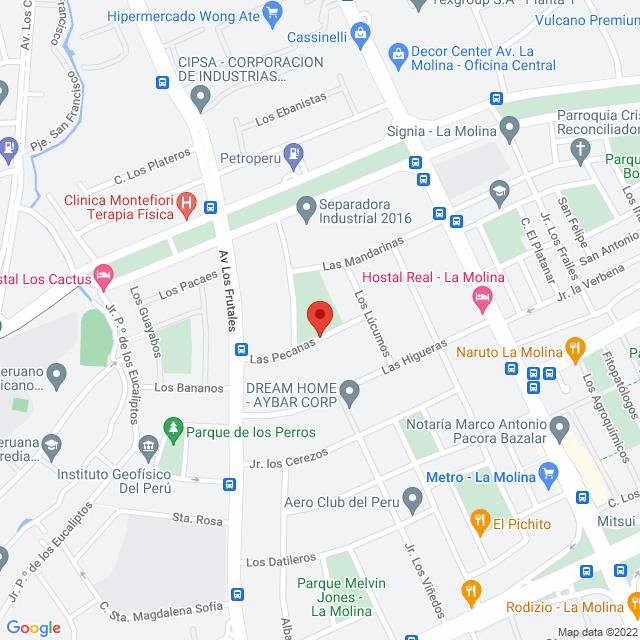 Texgroup S.A - Planta 1
Hipermercado Wong Ate
Vulcano Premium
Cassinelli
Francisco
Av. Los C
Decor Center Av. La
Molina - Oficina Central
CIPSA - CORPORACION
DE INDUSTRIAS...
Los Ebanistas
Parroquia Cris
Reconciliador
Signia - La Molina
Pje. San Francisco
Petroperu
C. Los Plateros
Parque
Bo
Clinica Montefiori
Terapia Fisica
Separadora
Industrial 2016
San Felipe
Jr. Los Frailes
C. El Platanar
San Antonio
Las Mandarinas
Hostal Real - La Molina
stal Los Cactus
Los Pacaes
Av Los Frutales
Jr. la Verbena
Los Guayabos
Jr. P.º de los Eucaliptos
Los Lúcumos
Las Pecanas
Las Higueras
Naruto La Molina
Fitopatólogos
Pa
eruano
icano...
Los Bananos
DREAM HOME
- AYBAR CORP
Los Agroquímicos
Parque de los Perros
Notaría Marco Antonio
Pacora Bazalar
eruana
redia...
Instituto Geofísico
Del Perú
Jr. los Cerezos
Metro - La Molina
Aero Club del Peru
C. Los
Mitsui
El Pichito
Sta. Rosa
Jr. P.º de los Eucaliptos
Los Datileros
Jr. Los Viñedos
Parque Melvin
Jones -
La Molina
C. Sta. Magdalena Sofía
Alba
Rodizio - La Molina
Google
Map data ©2022